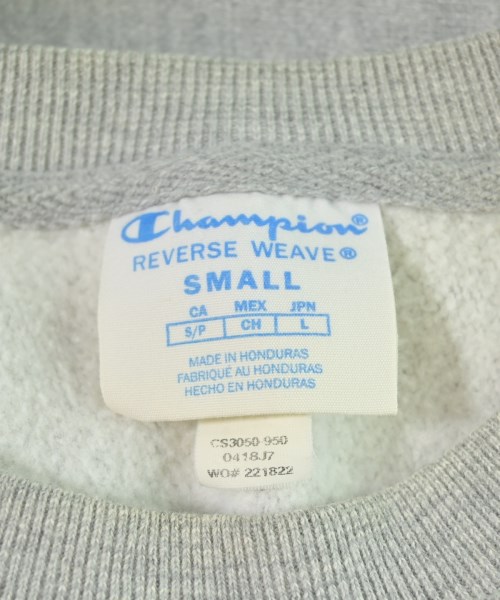 Champion®
REVERSE WEAVE®
SMALL
CA MEX JPN
S/P CH L
MADE IN HONDURAS
FABRIQUÉ AU HONDURAS
HECHO EN HONDURAS
CS3050-950
0418J7
WO# 221822